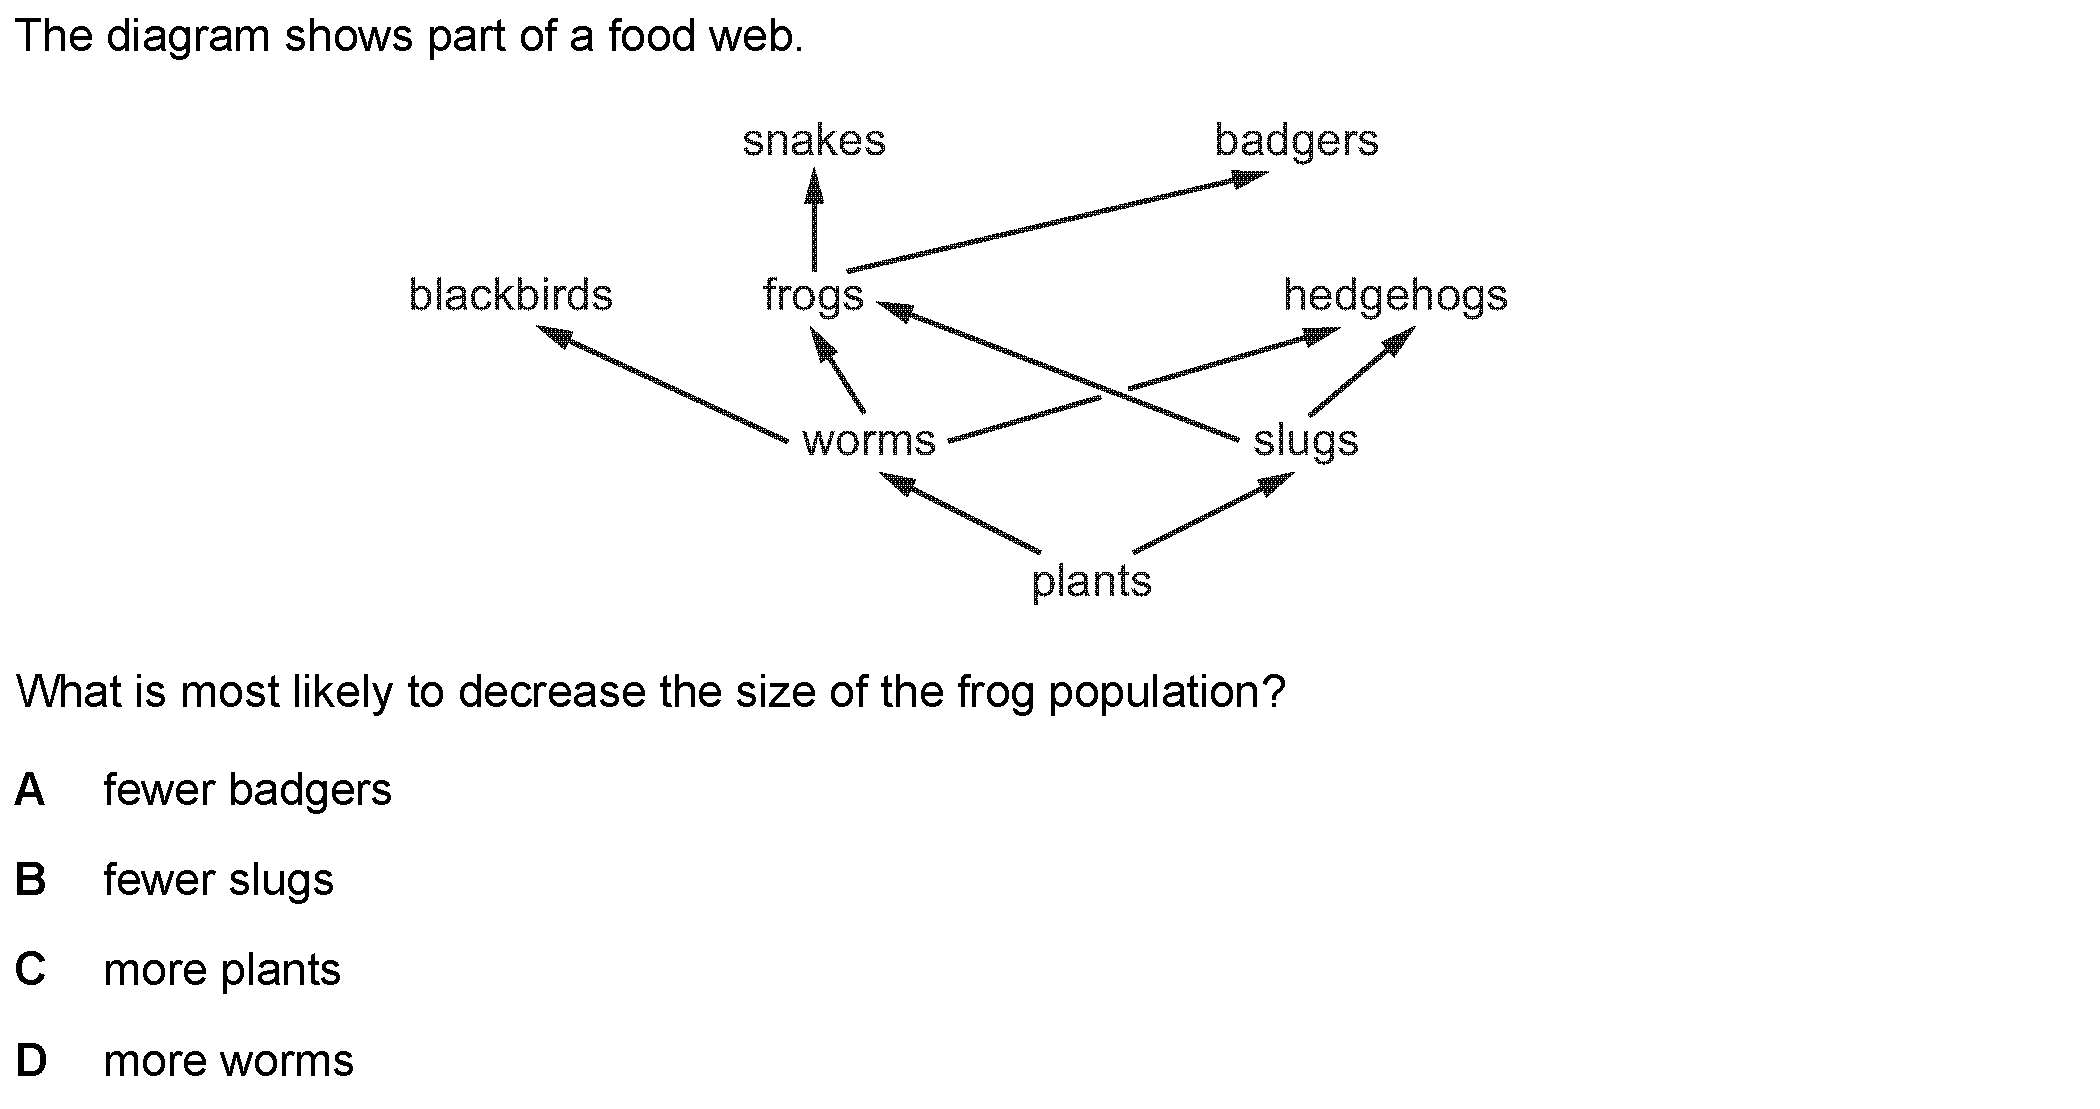 The diagram shows part of a food web.
snakes badgers
blackbirds frogs hedgehogs
worms slugs
plants
What is most likely to decrease the size of the frog population?
A fewer badgers
B fewer slugs
C more plants
D more worms